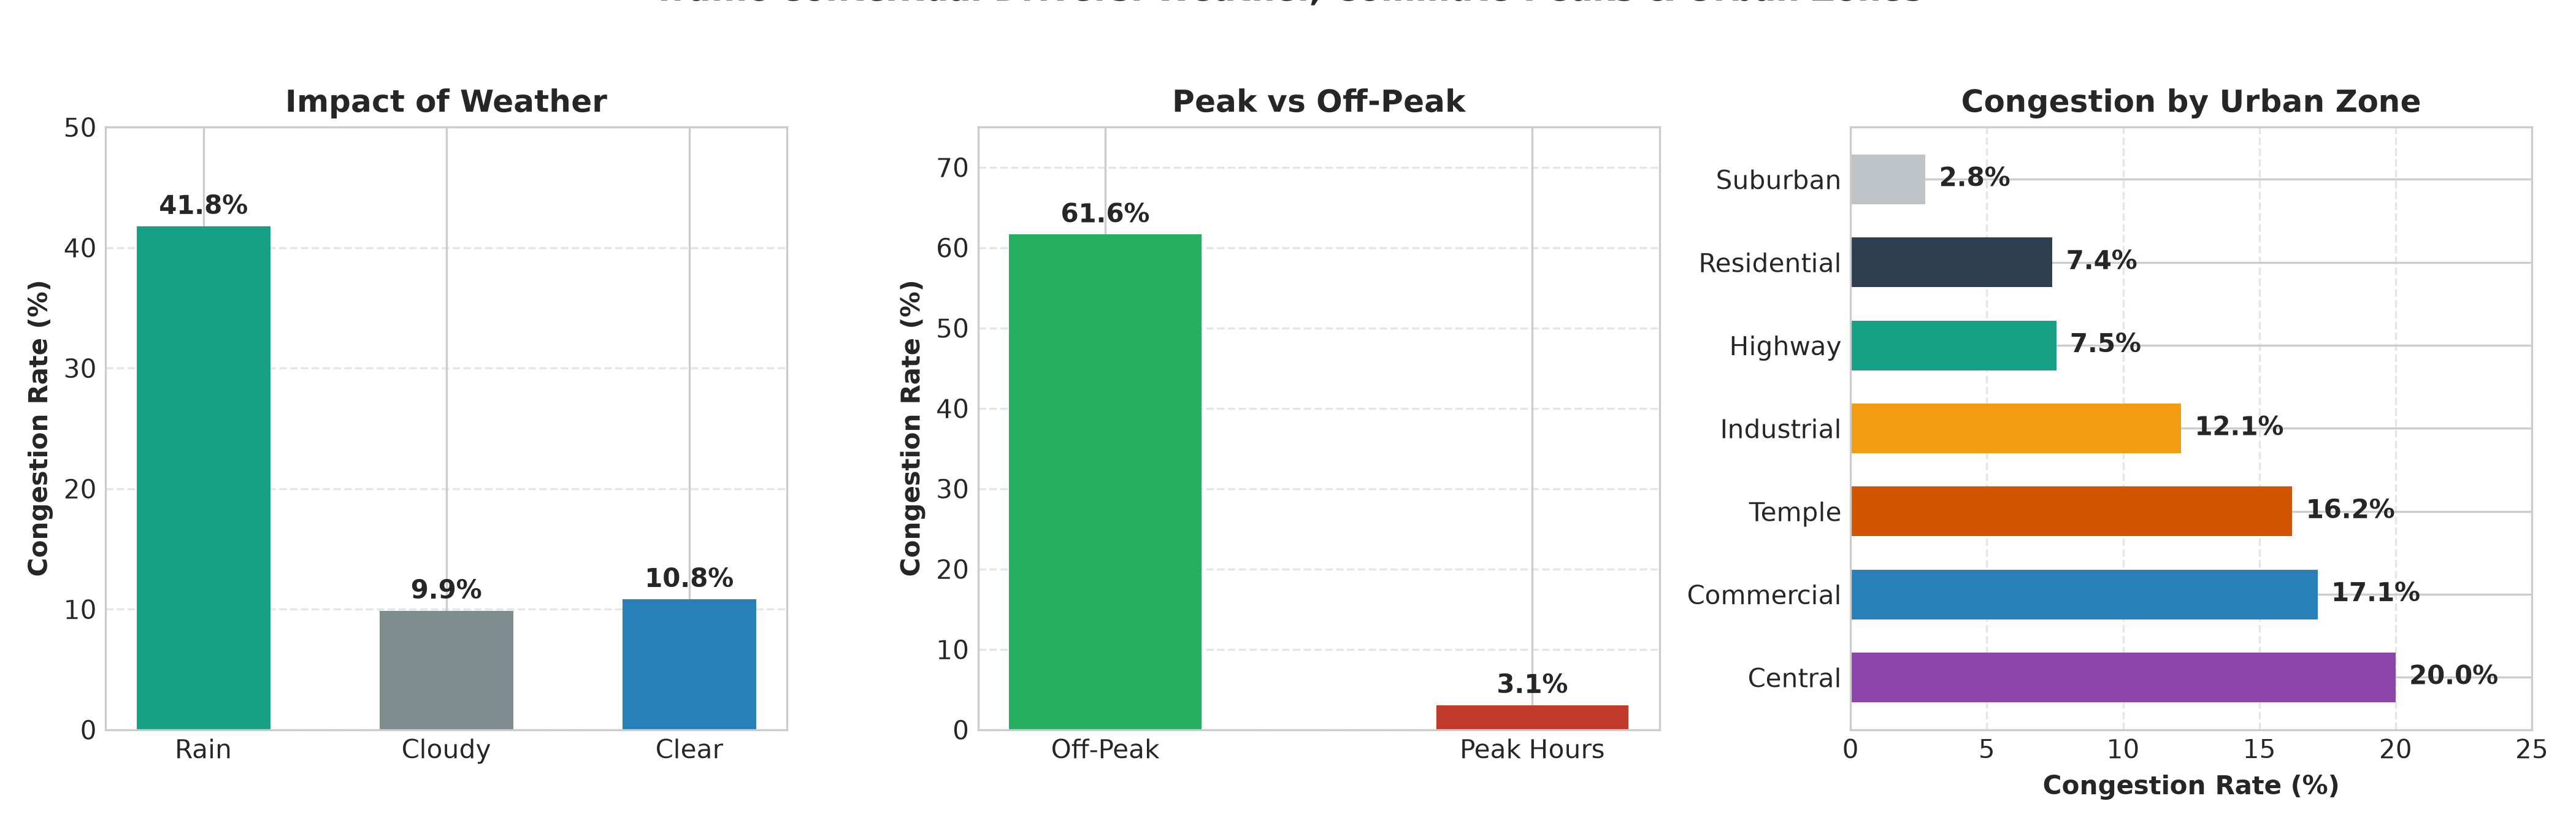 Impact of Weather
Congestion Rate (%)
50
40
30
20
10
0
41.8%
9.9%
10.8%
Rain Cloudy Clear
Peak vs Off-Peak
Congestion Rate (%)
70
60
50
40
30
20
10
0
61.6%
3.1%
Off-Peak Peak Hours
Congestion by Urban Zone
Suburban 2.8%
Residential 7.4%
Highway 7.5%
Industrial 12.1%
Temple 16.2%
Commercial 17.1%
Central 20.0%
0 5 10 15 20 25
Congestion Rate (%)